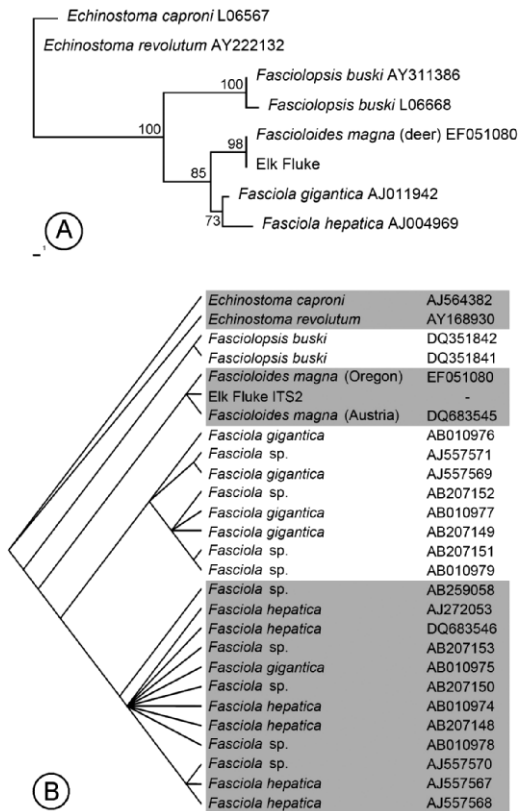 Echinostoma caproni L06567
Echinostoma revolutum AY222132
Fasciolopsis buski AY311386
100
Fasciolopsis buski L06668
100
98
Fascioloides magna (deer) EF051080
Elk Fluke
85
Fasciola gigantica AJ011942
73
Fasciola hepatica AJ004969
A
1
Echinostoma caproni AJ564382
Echinostoma revolutum AY168930
Fasciolopsis buski DQ351842
Fasciolopsis buski DQ351841
Fascioloides magna (Oregon) EF051080
Elk Fluke ITS2 -
Fascioloides magna (Austria) DQ683545
Fasciola gigantica AB010976
Fasciola sp. AJ557571
Fasciola gigantica AJ557569
Fasciola sp. AB207152
Fasciola gigantica AB010977
Fasciola gigantica AB207149
Fasciola sp. AB207151
Fasciola sp. AB010979
Fasciola sp. AB259058
Fasciola hepatica AJ272053
Fasciola hepatica DQ683546
Fasciola sp. AB207153
Fasciola gigantica AB010975
Fasciola sp. AB207150
Fasciola hepatica AB010974
Fasciola hepatica AB207148
Fasciola sp. AB010978
Fasciola sp. AJ557570
Fasciola hepatica AJ557567
Fasciola hepatica AJ557568
B